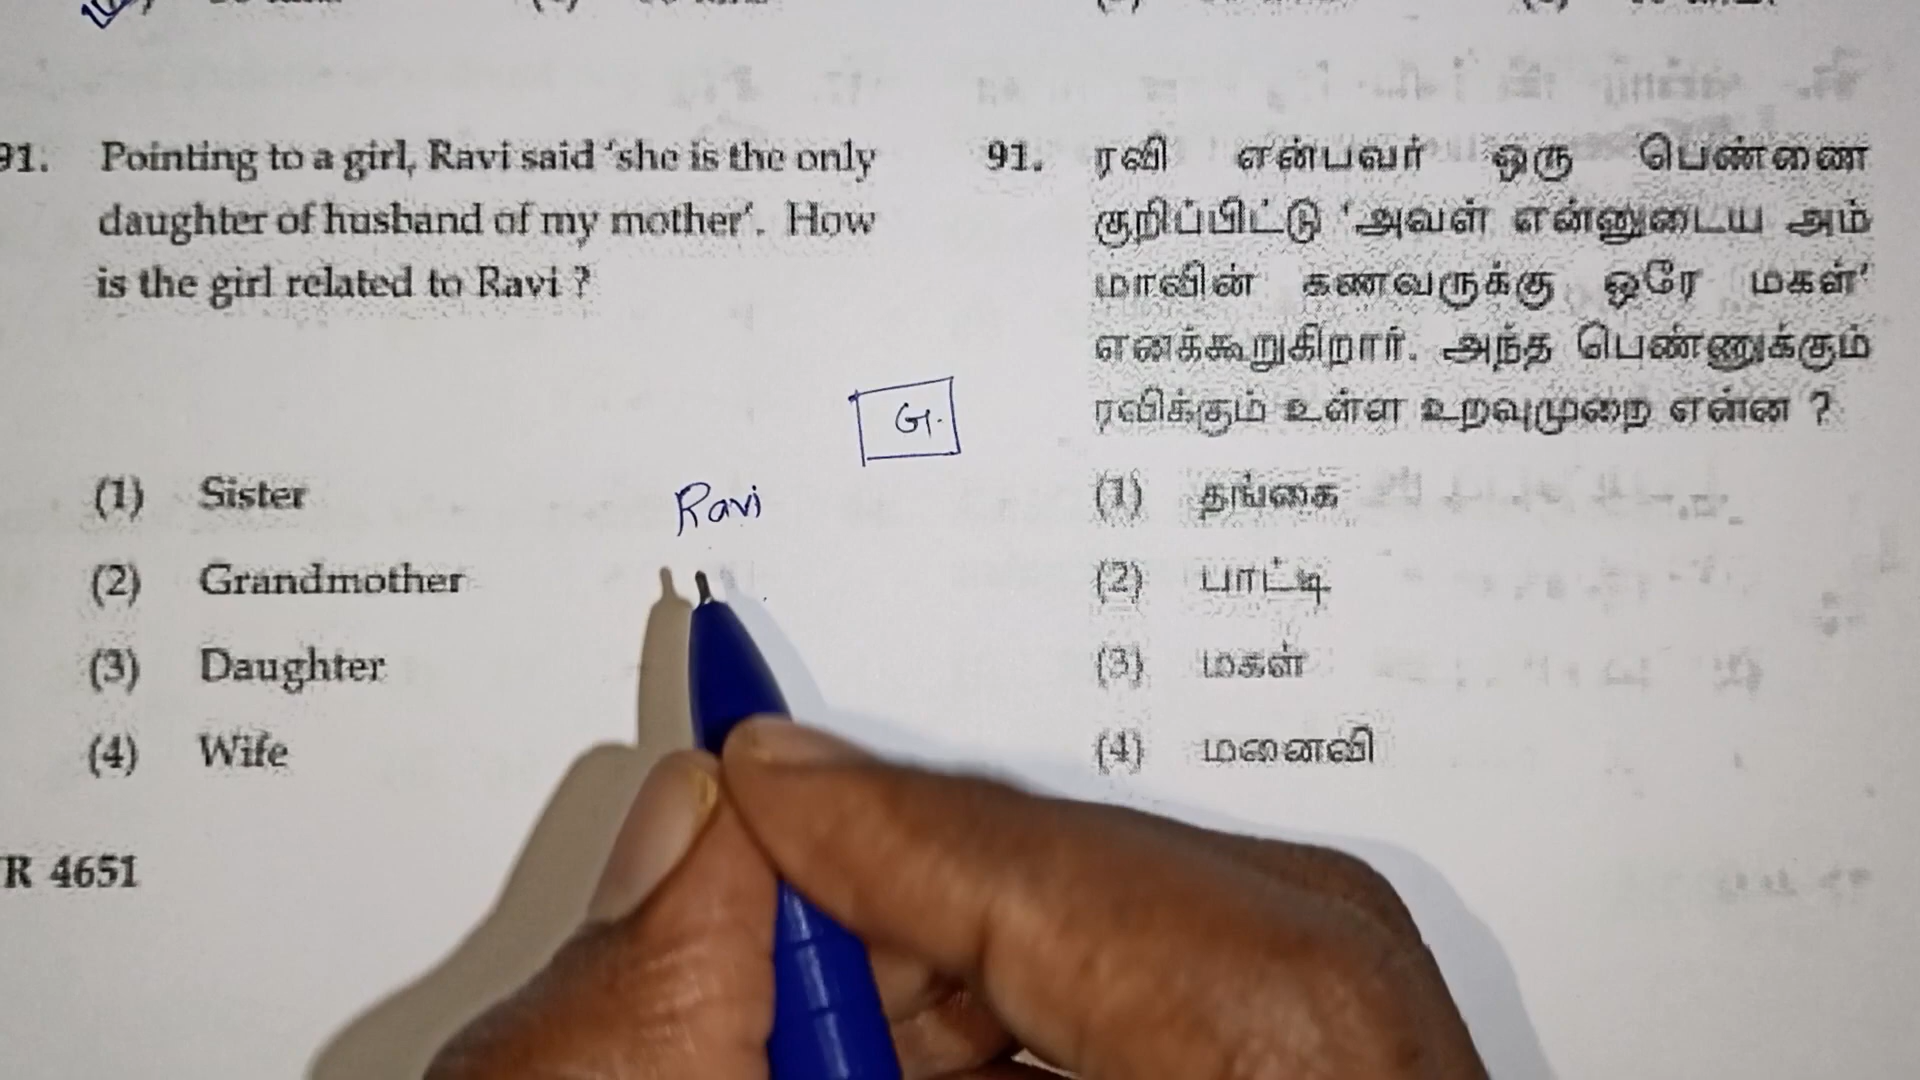 91. Pointing to a girl, Ravi said 'she is the only
daughter of husband of my mother'. How
is the girl related to Ravi ?
(1) Sister
(2) Grandmother
(3) Daughter
(4) Wife
R 4651
G.
Ravi
91. ரவி என்பவர் ஒரு பெண்ணை
குறிப்பிட்டு 'அவள் என்னுடைய அம்
மாவின் கணவருக்கு ஒரே மகள்'
எனக்கூறுகிறார். அந்த பெண்ணுக்கும்
ரவிக்கும் உள்ள உறவுமுறை என்ன ?
(1) தங்கை
(2) பாட்டி
(3) மகள்
(4) மனைவி